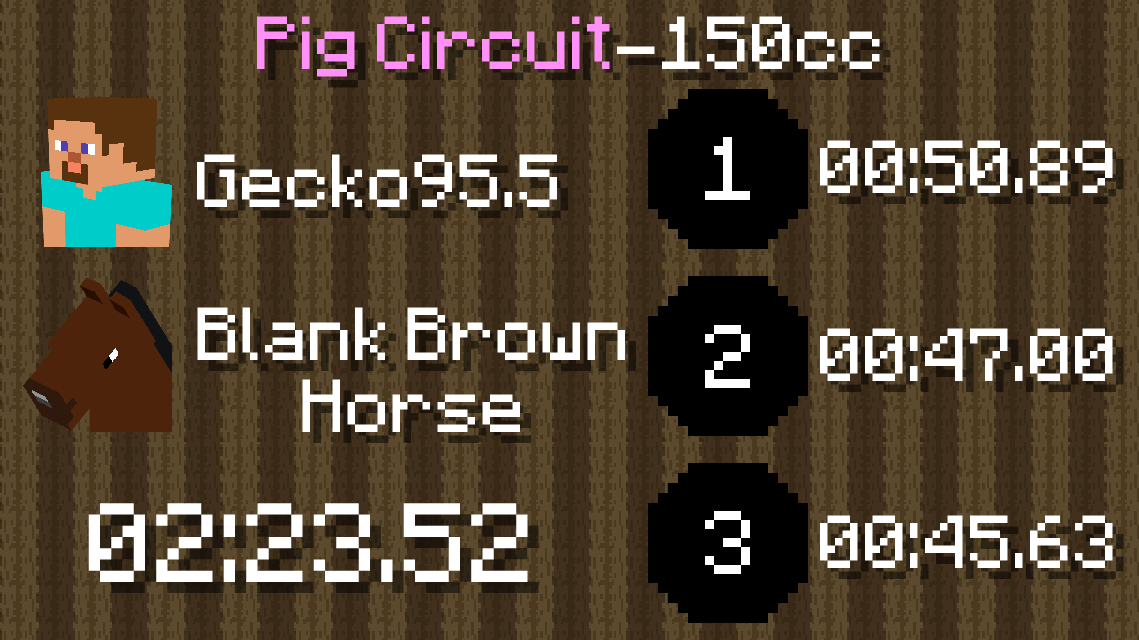 Pig Circuit-150cc
Gecko95.5
1 00:50.89
Blank Brown
Horse
2 00:47.00
02:23.52
3 00:45.63